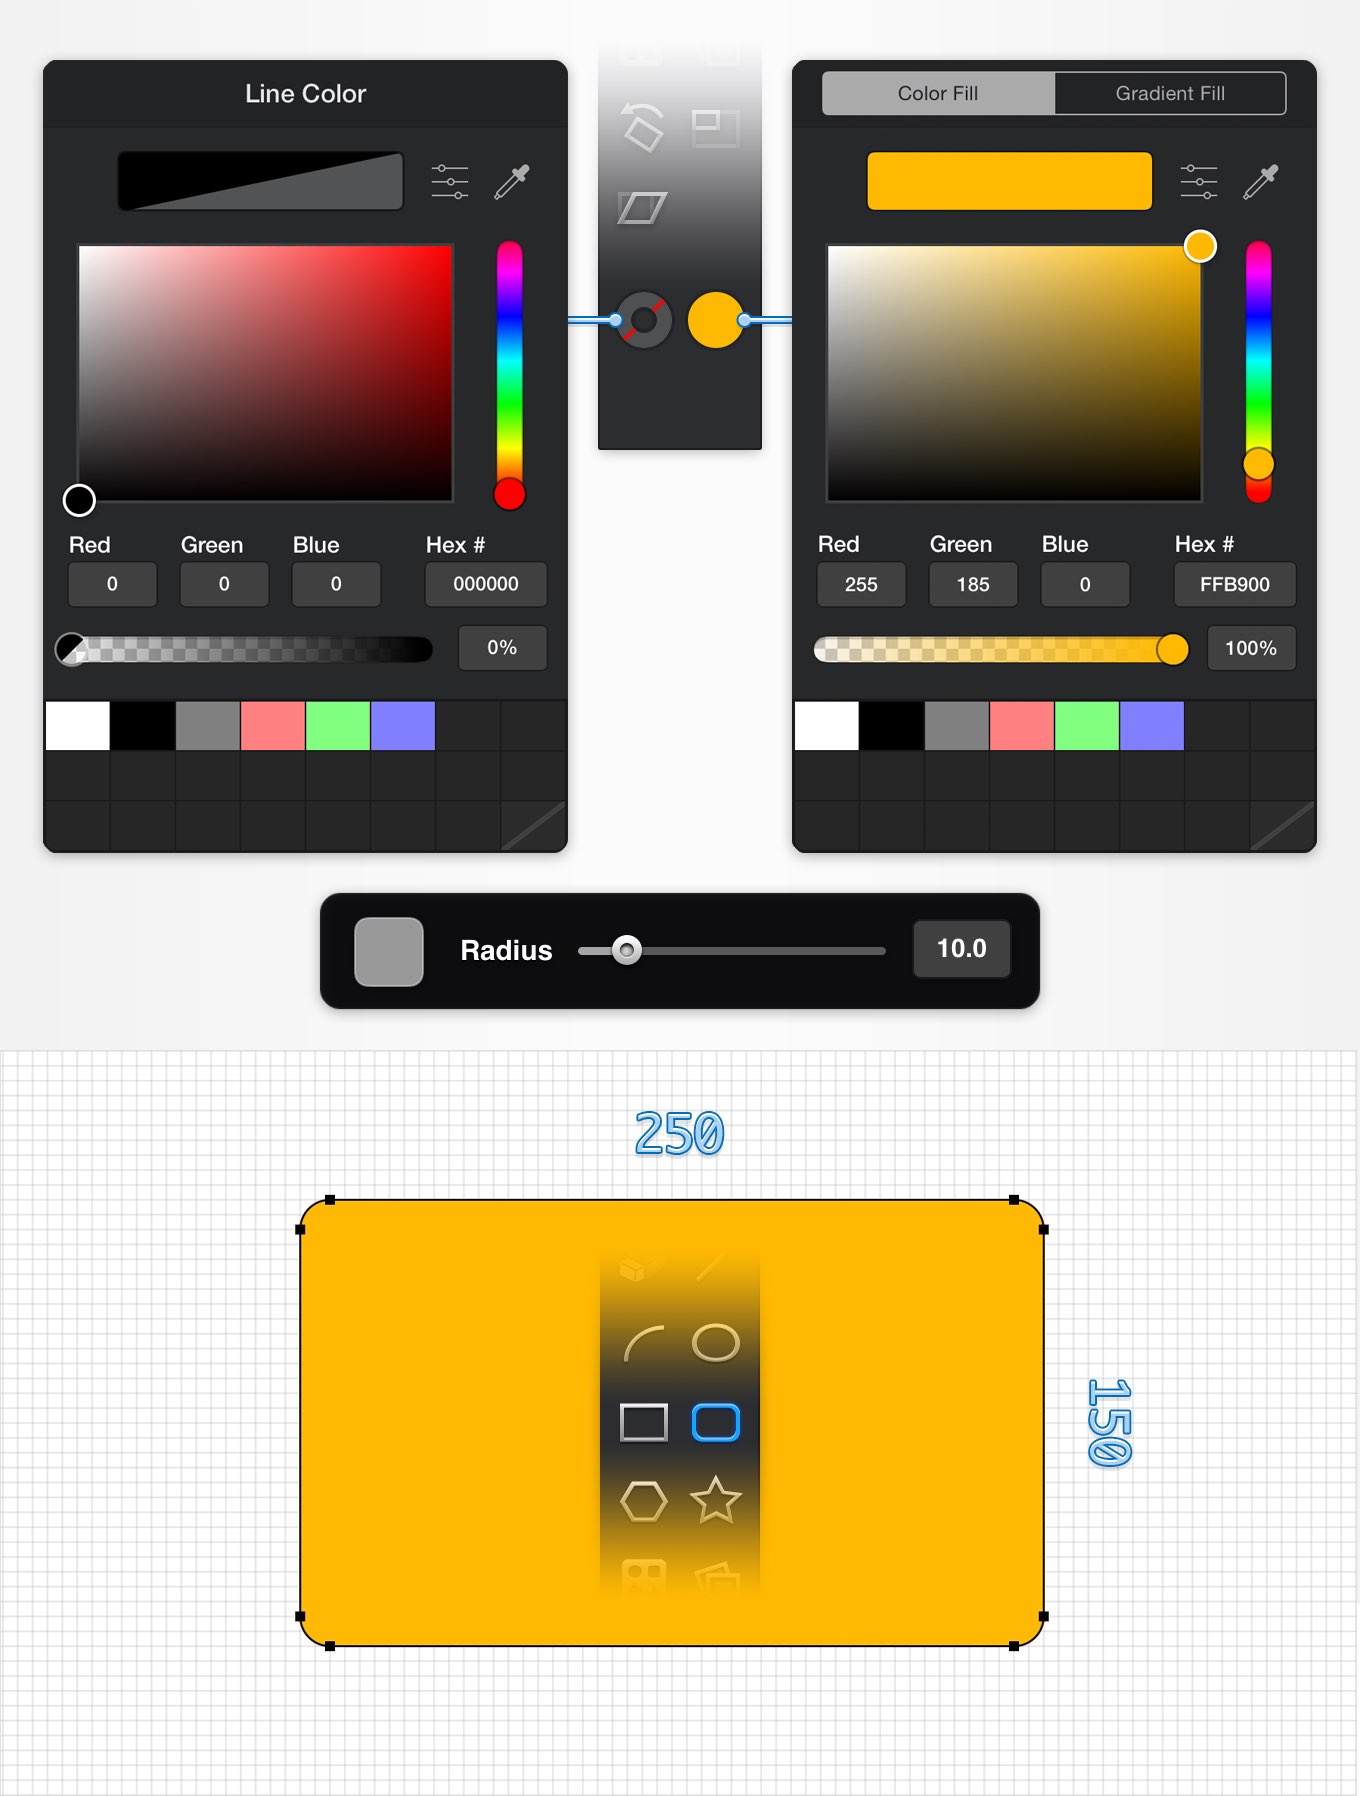 Line Color
Red Green Blue Hex #
0 0 0 000000
0%
Color Fill Gradient Fill
Red Green Blue Hex #
255 185 0 FFB900
100%
Radius 10.0
250
150